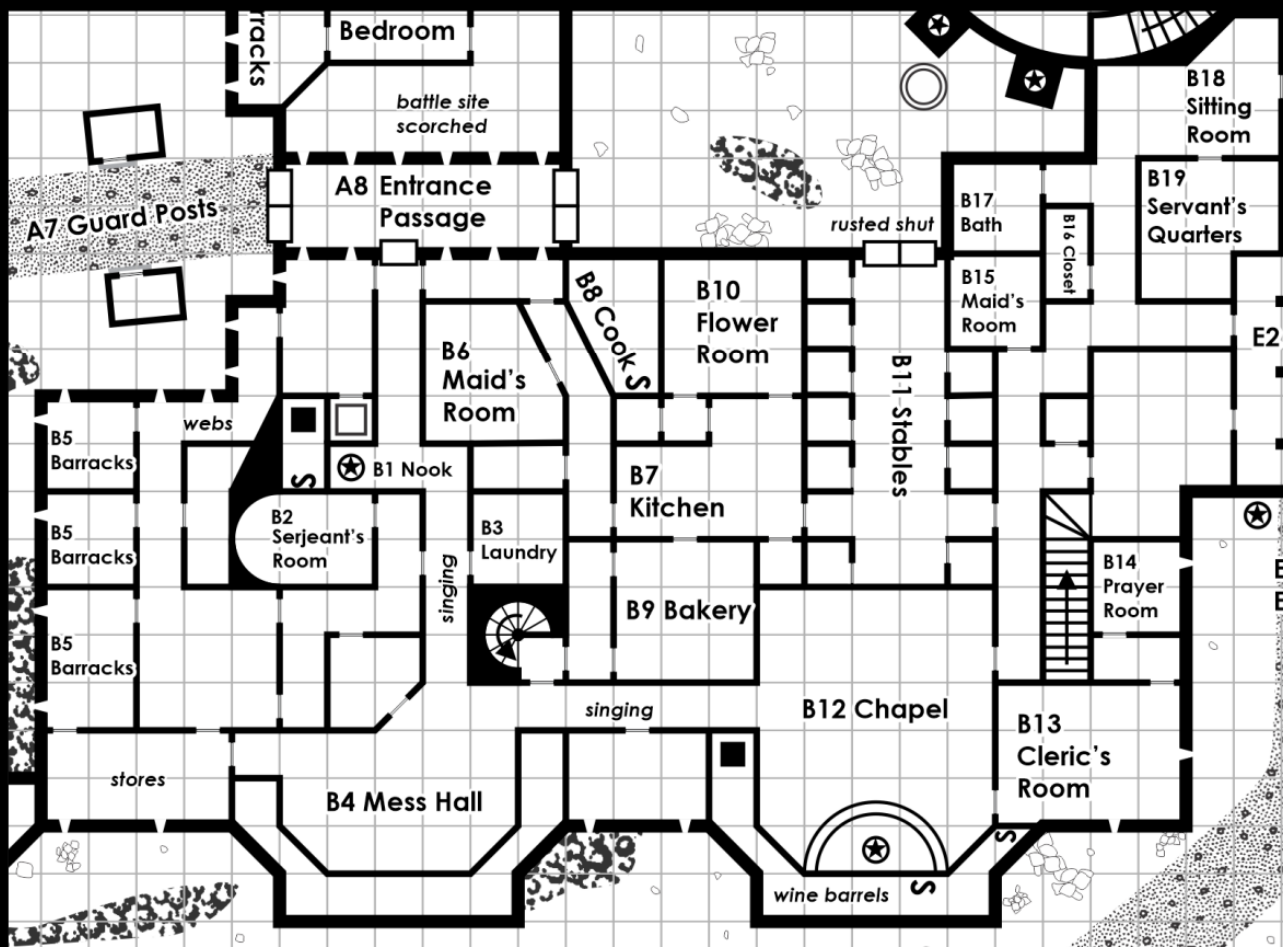 rracks
Bedroom
battle site
scorched
B18
Sitting
Room
A7 Guard Posts
A8 Entrance
Passage
rusted shut
B17
Bath
B16 Closet
B19
Servant's
Quarters
B8 Cook
S
B10
Flower
Room
B15
Maid's
Room
E2
B6
Maid's
Room
B11 Stables
webs
B5
Barracks
S
B1 Nook
B7
Kitchen
B2
Serjeant's
Room
B3
Laundry
B5
Barracks
singing
B14
Prayer
Room
B9 Bakery
B5
Barracks
singing
B12 Chapel
B13
Cleric's
Room
stores
B4 Mess Hall
S
wine barrels
S